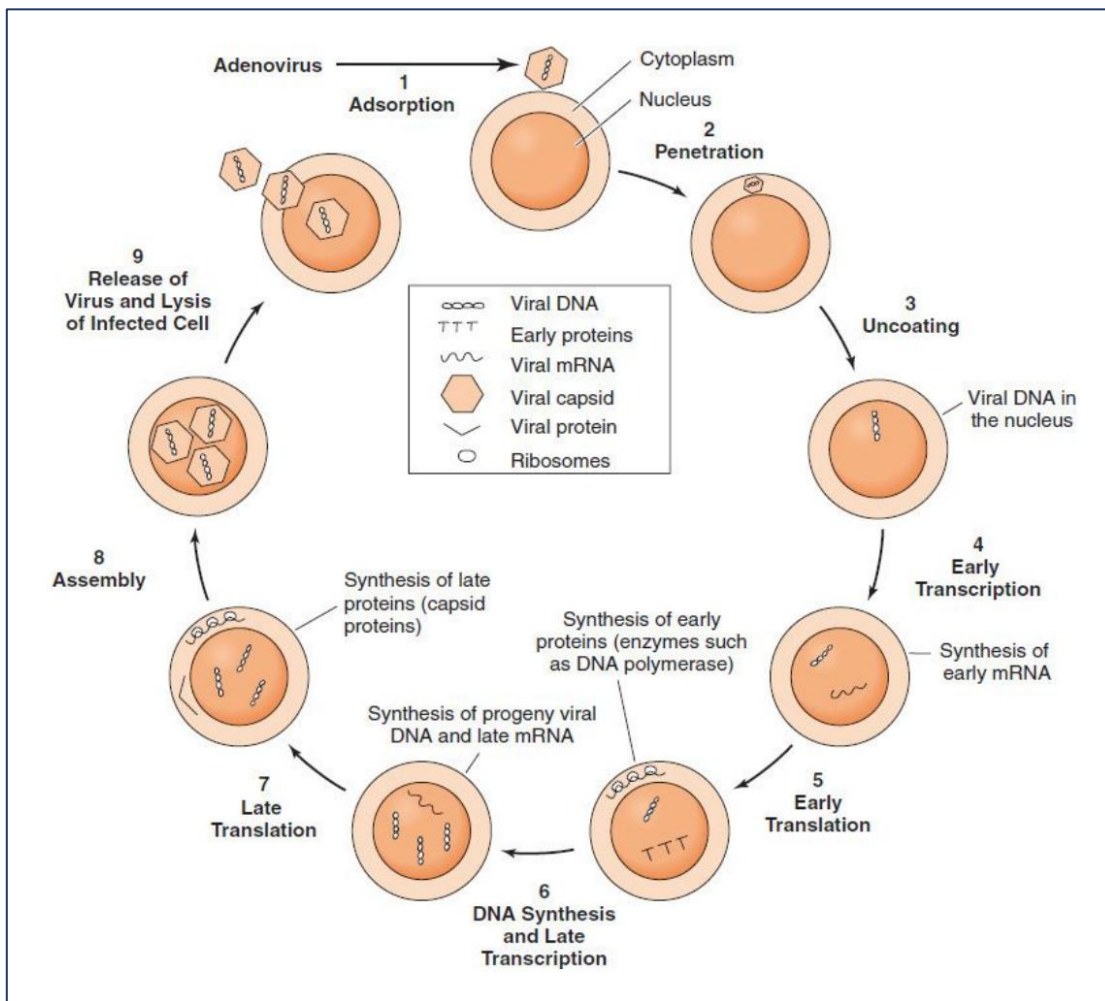 Adenovirus
1
Adsorption
Cytoplasm
Nucleus
2
Penetration
3
Uncoating
Viral DNA in
the nucleus
4
Early
Transcription
Synthesis of
early mRNA
5
Early
Translation
Synthesis of early
proteins (enzymes such
as DNA polymerase)
6
DNA Synthesis
and Late
Transcription
Synthesis of progeny viral
DNA and late mRNA
7
Late
Translation
Synthesis of late
proteins (capsid
proteins)
8
Assembly
9
Release of
Virus and Lysis
of Infected Cell
Viral DNA
Early proteins
Viral mRNA
Viral capsid
Viral protein
Ribosomes